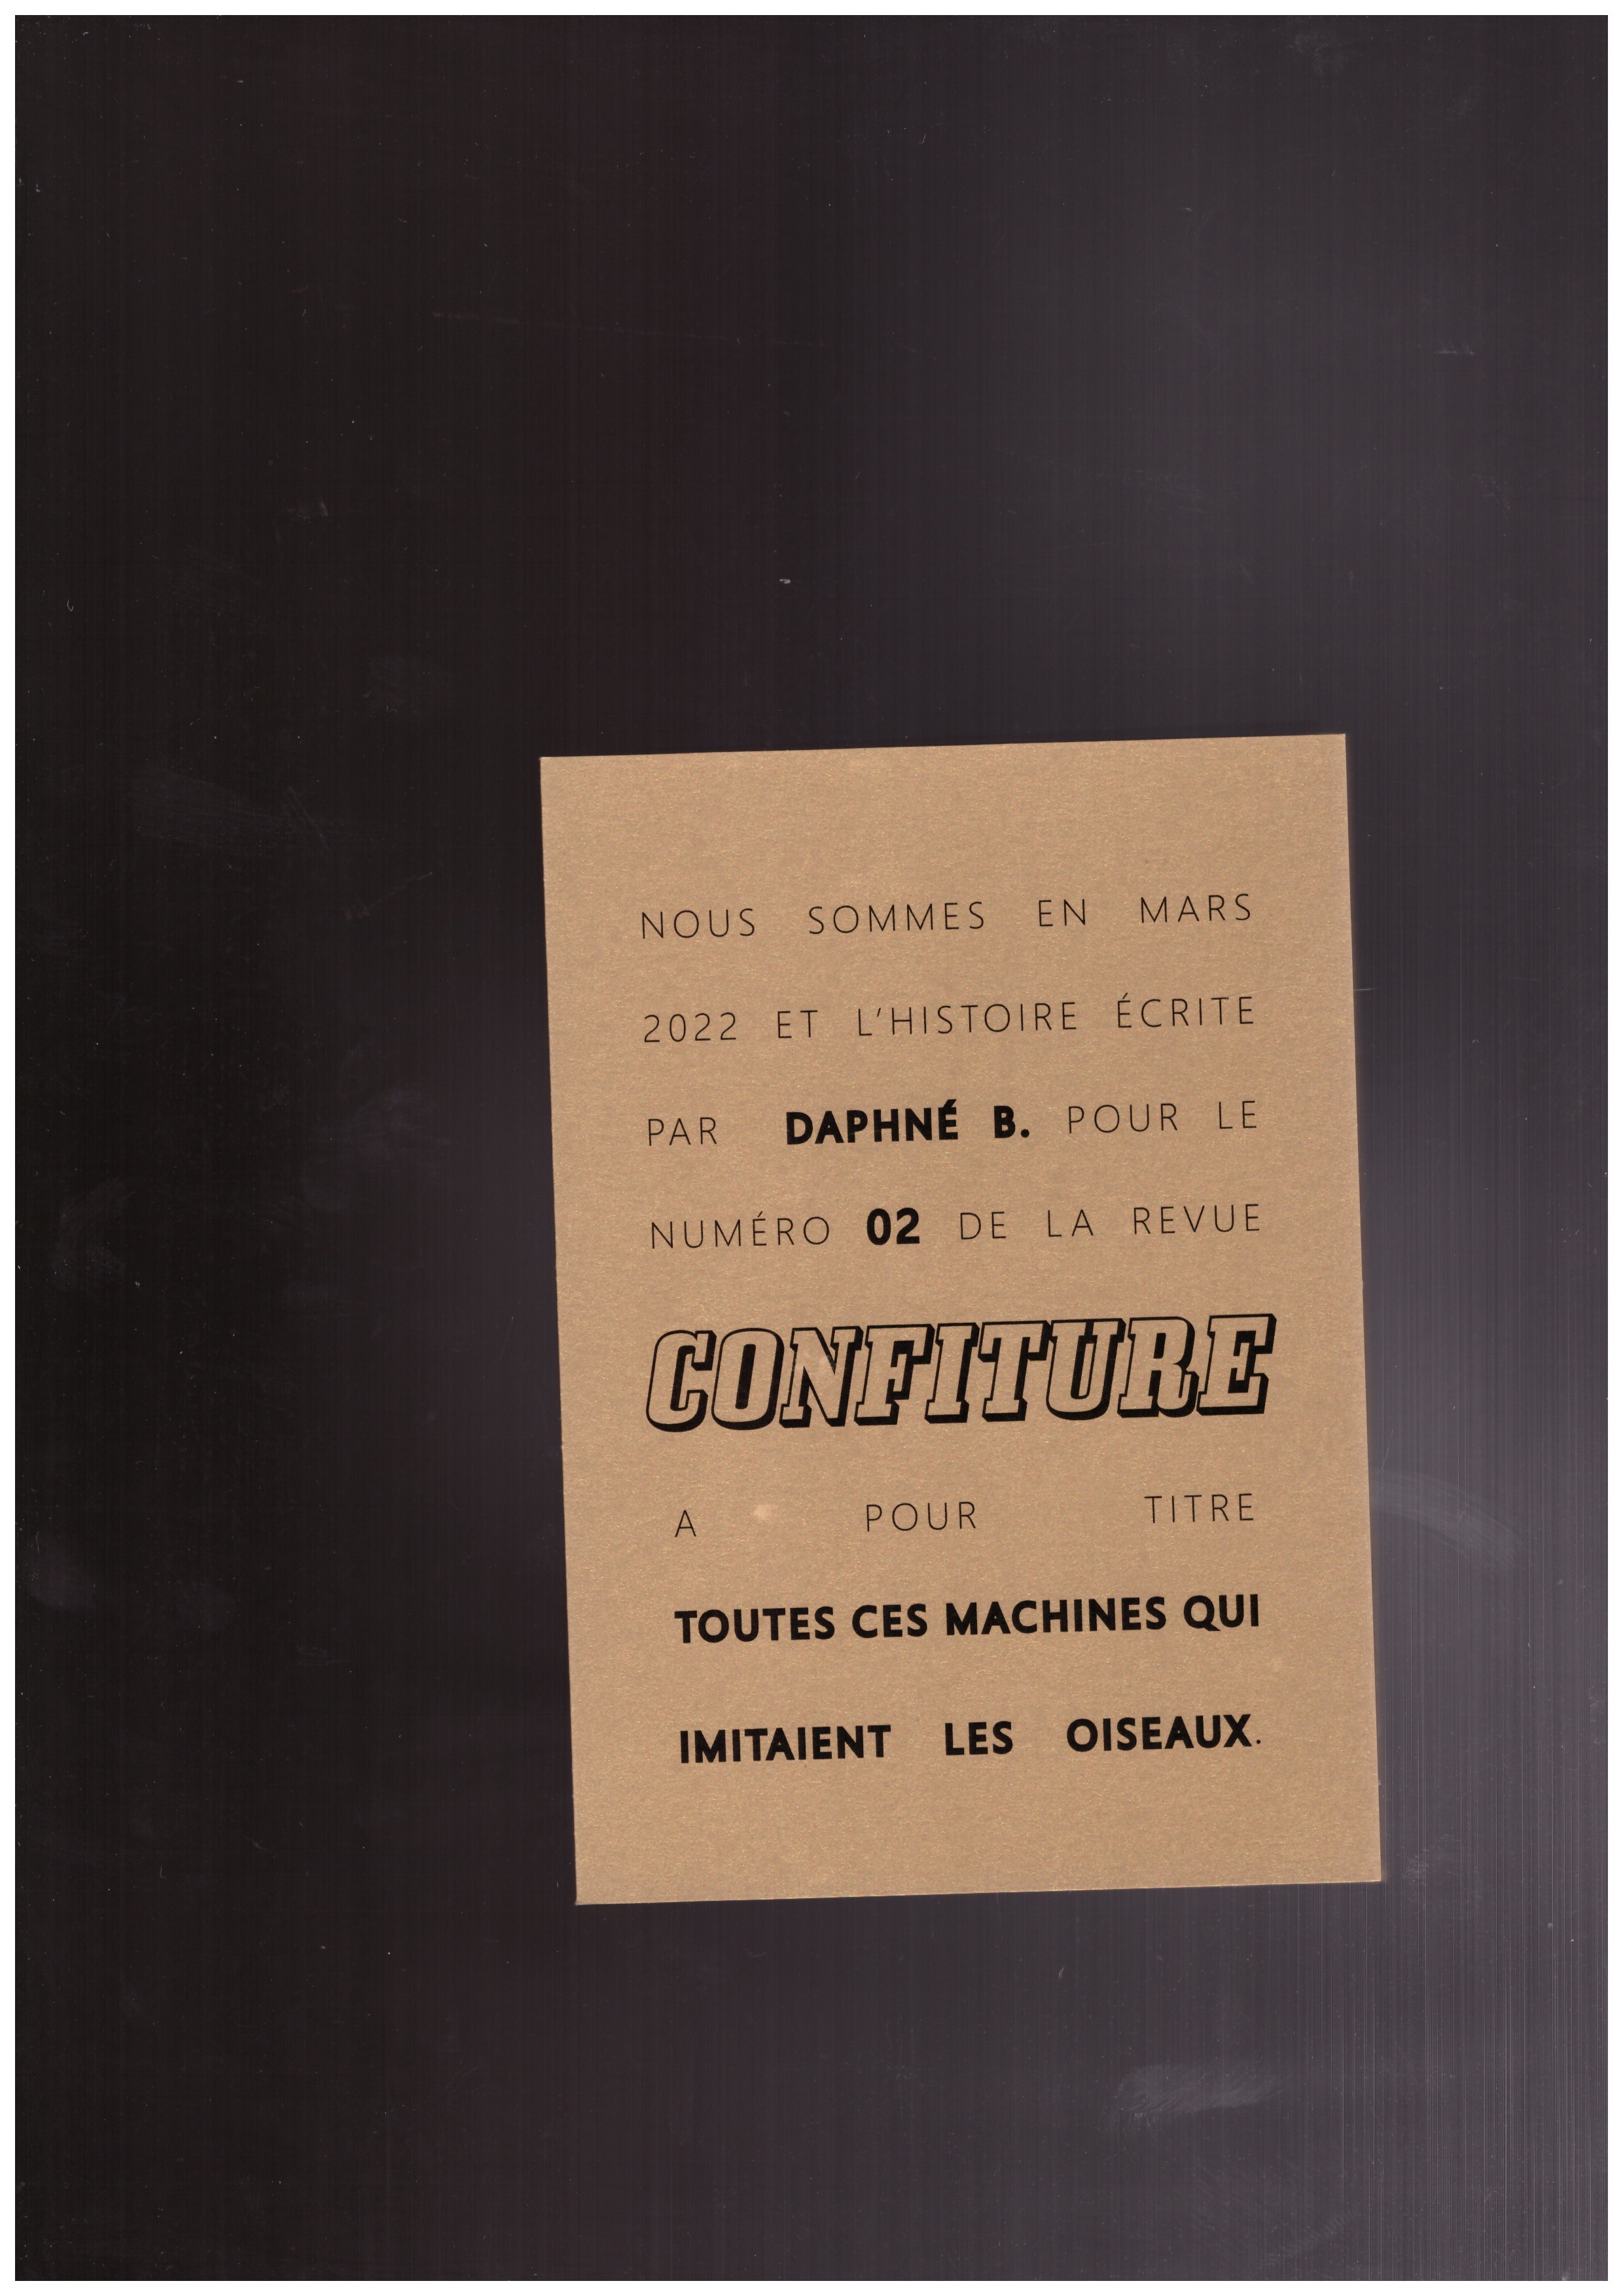 NOUS SOMMES EN MARS
2022 ET L'HISTOIRE ÉCRITE
PAR DAPHNÉ B. POUR LE
NUMÉRO 02 DE LA REVUE
CONFITURE
A POUR TITRE
TOUTES CES MACHINES QUI
IMITAIENT LES OISEAUX.